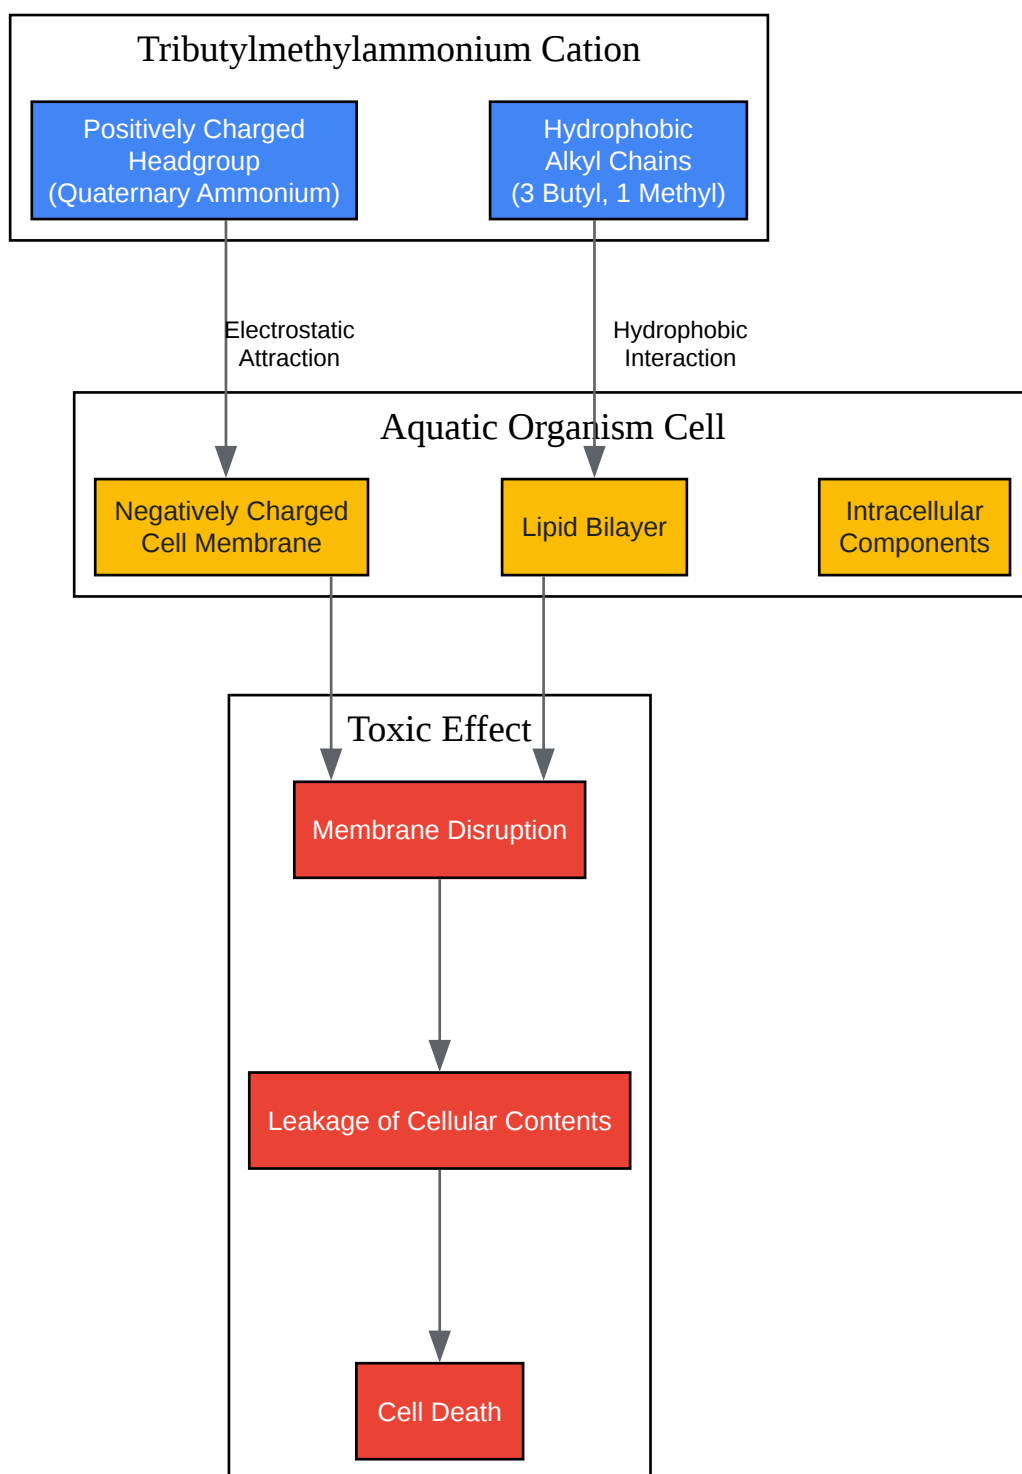 Tributylmethylammonium Cation
Positively Charged
Headgroup
(Quaternary Ammonium)
Hydrophobic
Alkyl Chains
(3 Butyl, 1 Methyl)
Electrostatic
Attraction
Hydrophobic
Interaction
Aquatic Organism Cell
Negatively Charged
Cell Membrane
Lipid Bilayer
Intracellular
Components
Toxic Effect
Membrane Disruption
Leakage of Cellular Contents
Cell Death